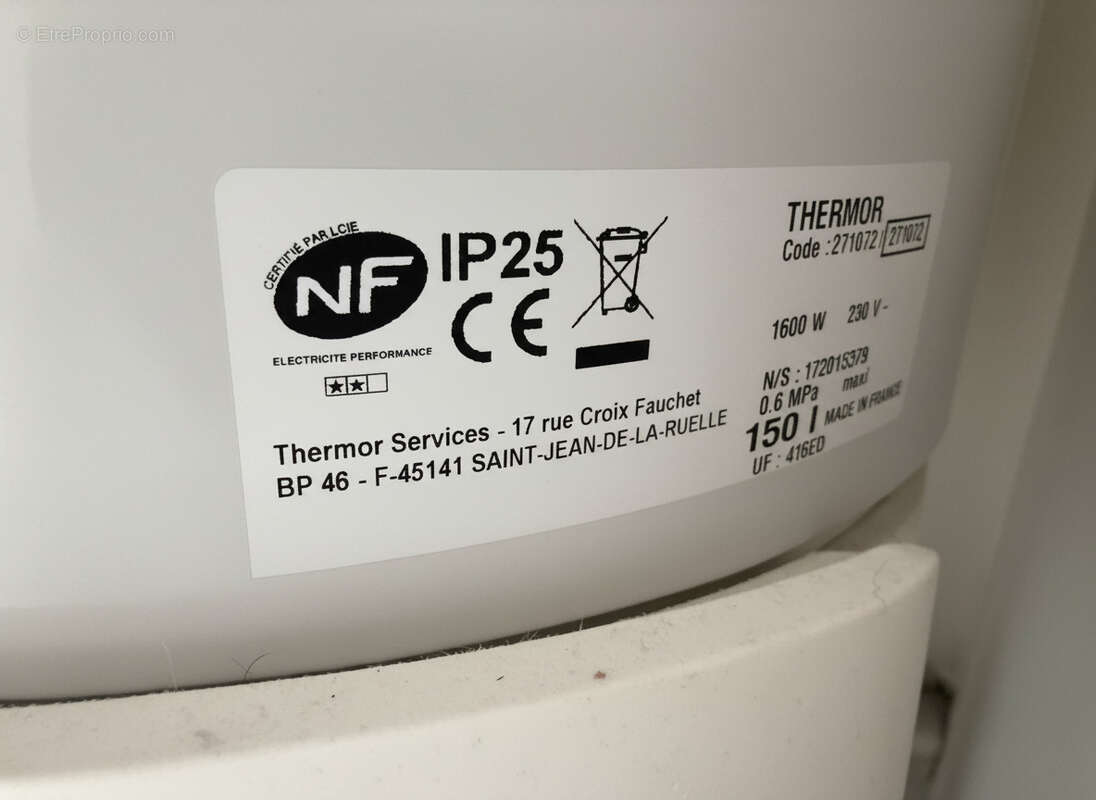 © EtreProprio.com
CERTIFIÉ PAR LCIE
NF
ELECTRICITE PERFORMANCE
IP25
CE
THERMOR
Code : 271072 / 271072
1600 W 230 V~
N/S : 172015379
0.6 MPa maxi
150 l MADE IN FRANCE
UF : 416ED
Thermor Services - 17 rue Croix Fauchet
BP 46 - F-45141 SAINT-JEAN-DE-LA-RUELLE